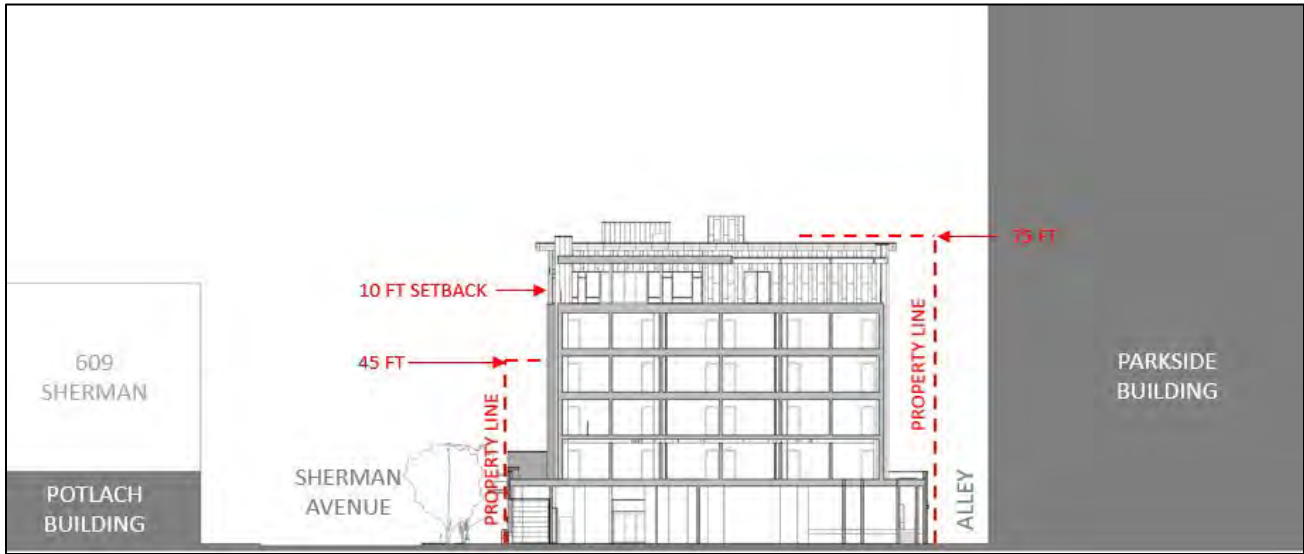 75 FT
10 FT SETBACK
45 FT
609
SHERMAN
PROPERTY LINE
PROPERTY LINE
PARKSIDE
BUILDING
SHERMAN
AVENUE
ALLEY
POTLACH
BUILDING